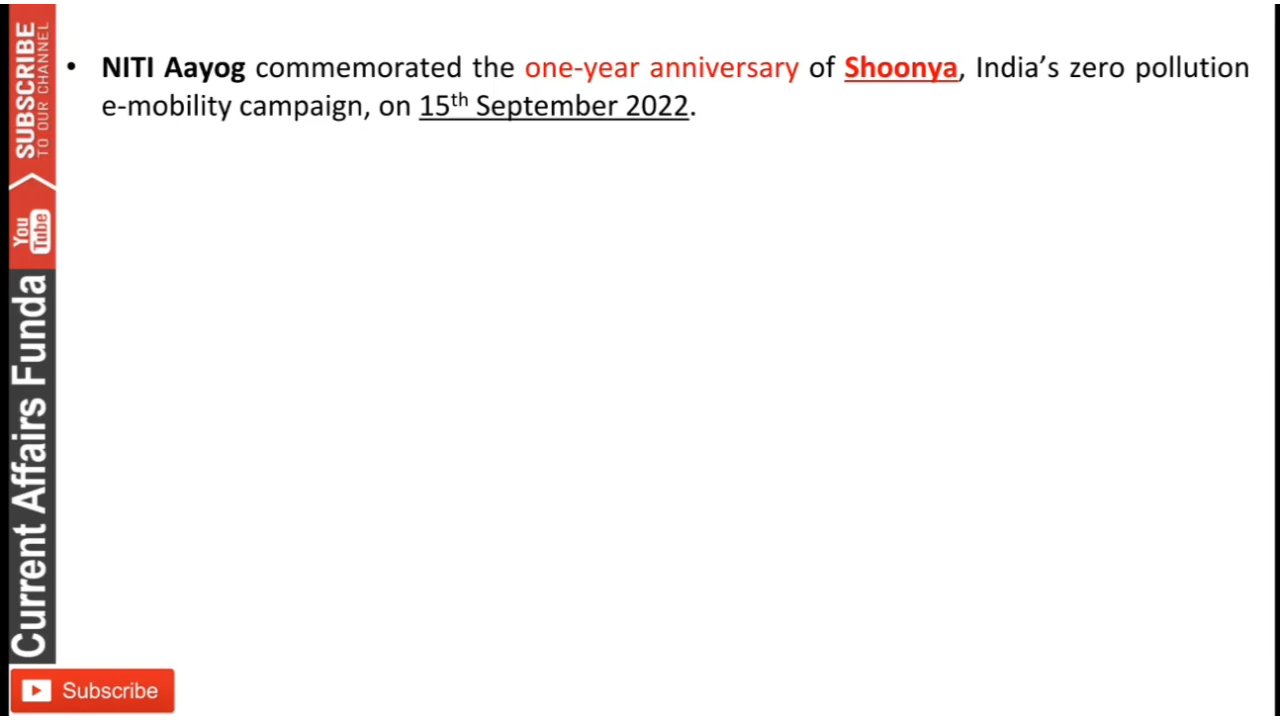 • NITI Aayog commemorated the one-year anniversary of Shoonya, India’s zero pollution
e-mobility campaign, on 15th September 2022.
SUBSCRIBE
TO OUR CHANNEL
You
Tube
Current Affairs Funda
Subscribe